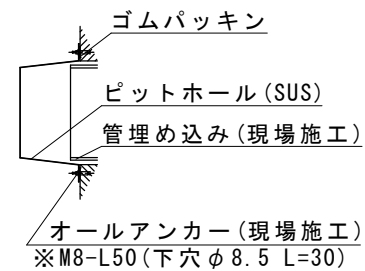 ゴムパッキン
ピットホール(SUS)
管埋め込み(現場施工)
オールアンカー(現場施工)
※M8-L50(下穴φ8.5 L=30)